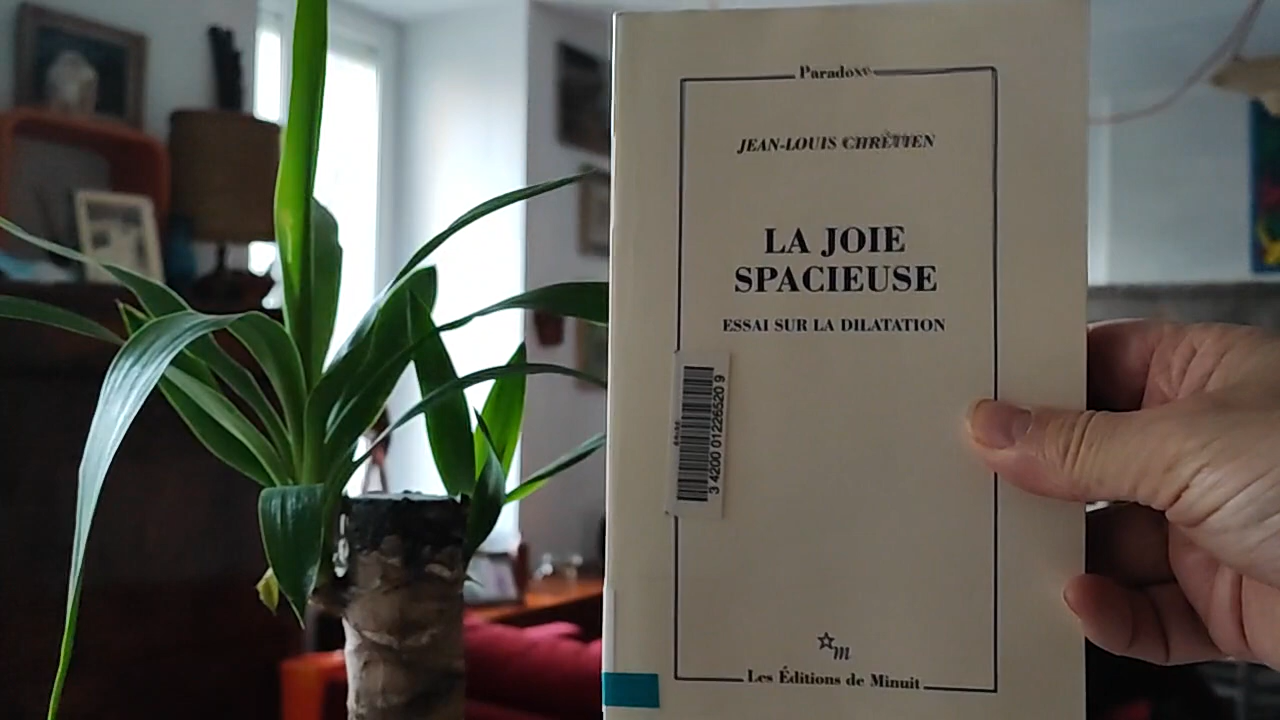 Paradoxe
JEAN-LOUIS CHRÉTIEN
LA JOIE
SPACIEUSE
ESSAI SUR LA DILATATION
3 4200 01226520 9
m
Les Éditions de Minuit